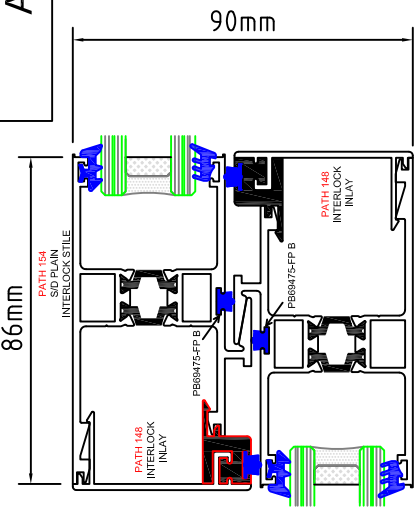 A
90mm
86mm
PATH 154
S/D PLAIN
INTERLOCK STILE
PATH 148
INTERLOCK
INLAY
PB69475-FP B
PB69475-FP B
PATH 148
INTERLOCK
INLAY